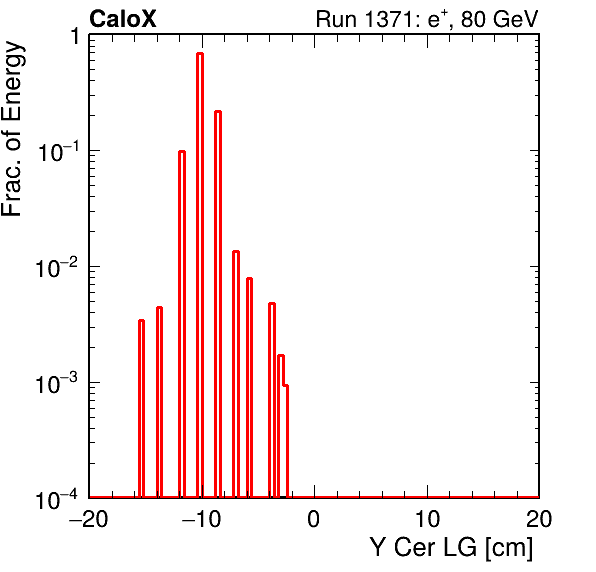 CaloX Run 1371: e⁺, 80 GeV
Frac. of Energy
1
10⁻¹
10⁻²
10⁻³
10⁻⁴
−20 −10 0 10 20
Y Cer LG [cm]